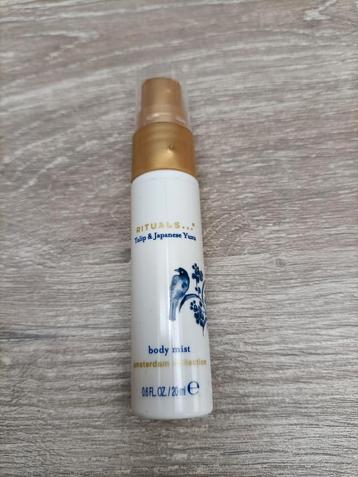 RITUALS...®
Tulip & Japanese Yuzu
body mist
amsterdam collection
0.6 FL. OZ. / 20 ml ℮